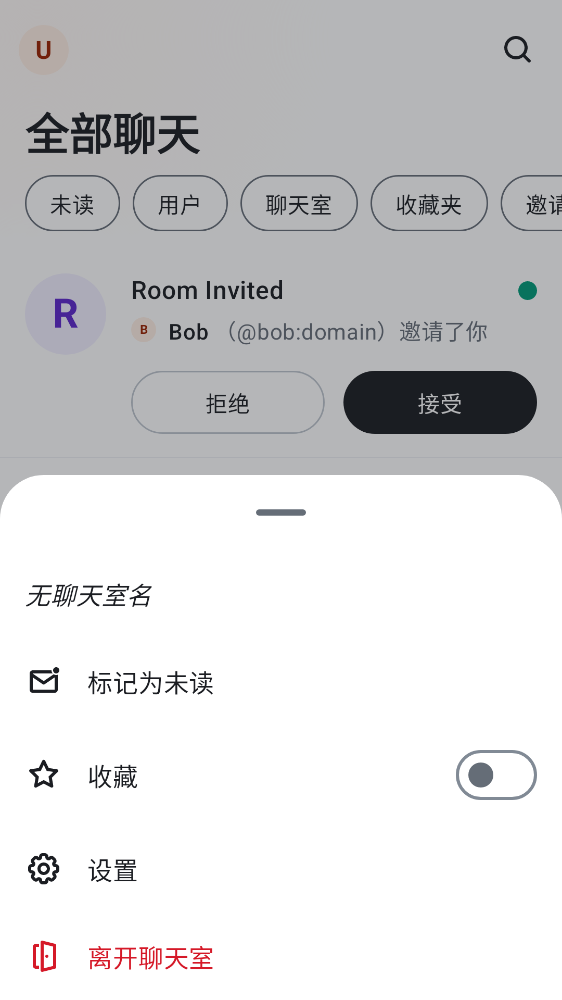 U
全部聊天
未读 用户 聊天室 收藏夹
R
Room Invited
B Bob （@bob:domain）邀请了你
拒绝 接受
无聊天室名
标记为未读
收藏
设置
离开聊天室